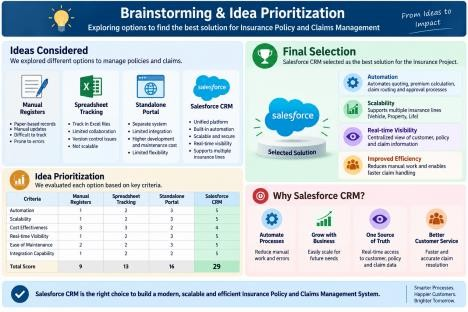 Brainstorming & Idea Prioritization
Exploring options to find the best solution for Insurance Policy and Claims Management
From Ideas to
Impact
Ideas Considered
We explored different options to manage policies and claims.
Manual
Registers
• Paper-based records
• Manual updates
• Difficult to track
• Prone to errors
Spreadsheet
Tracking
• Track in Excel files
• Limited collaboration
• Version control issues
• Not scalable
Standalone
Portal
• Separate system
• Limited integration
• Higher development
and maintenance cost
• Limited flexibility
salesforce
Salesforce CRM
• Unified platform
• Built-in automation
• Scalable and secure
• Real-time visibility
• Supports multiple
insurance lines
Final Selection
Salesforce CRM selected as the best solution for the Insurance Project.
salesforce
Selected Solution
Automation
Automates quoting, premium calculation,
claim routing and approval processes
Scalability
Supports multiple insurance lines
(Vehicle, Property, Life)
Real-time Visibility
Centralized view of customer, policy
and claim information
Improved Efficiency
Reduces manual work and enables
faster claim handling
Idea Prioritization
We evaluated each option based on key criteria.
Criteria Manual Registers Spreadsheet Tracking Standalone Portal Salesforce CRM
Automation 1 2 3 5
Scalability 1 2 3 5
Cost Effectiveness 3 3 2 4
Real-time Visibility 1 2 3 5
Ease of Maintenance 2 2 3 5
Integration Capability 1 2 2 5
Total Score 9 13 16 29
Why Salesforce CRM?
Automate
Processes
Reduce manual
work and errors
Grow with
Business
Easily scale for
future needs
One Source
of Truth
Real-time access
to customer, policy
and claim data
Better
Customer Service
Faster and
accurate claim
resolution
Salesforce CRM is the right choice to build a modern, scalable and efficient Insurance Policy and Claims Management System.
Smarter Processes.
Happier Customers.
Brighter Tomorrow.